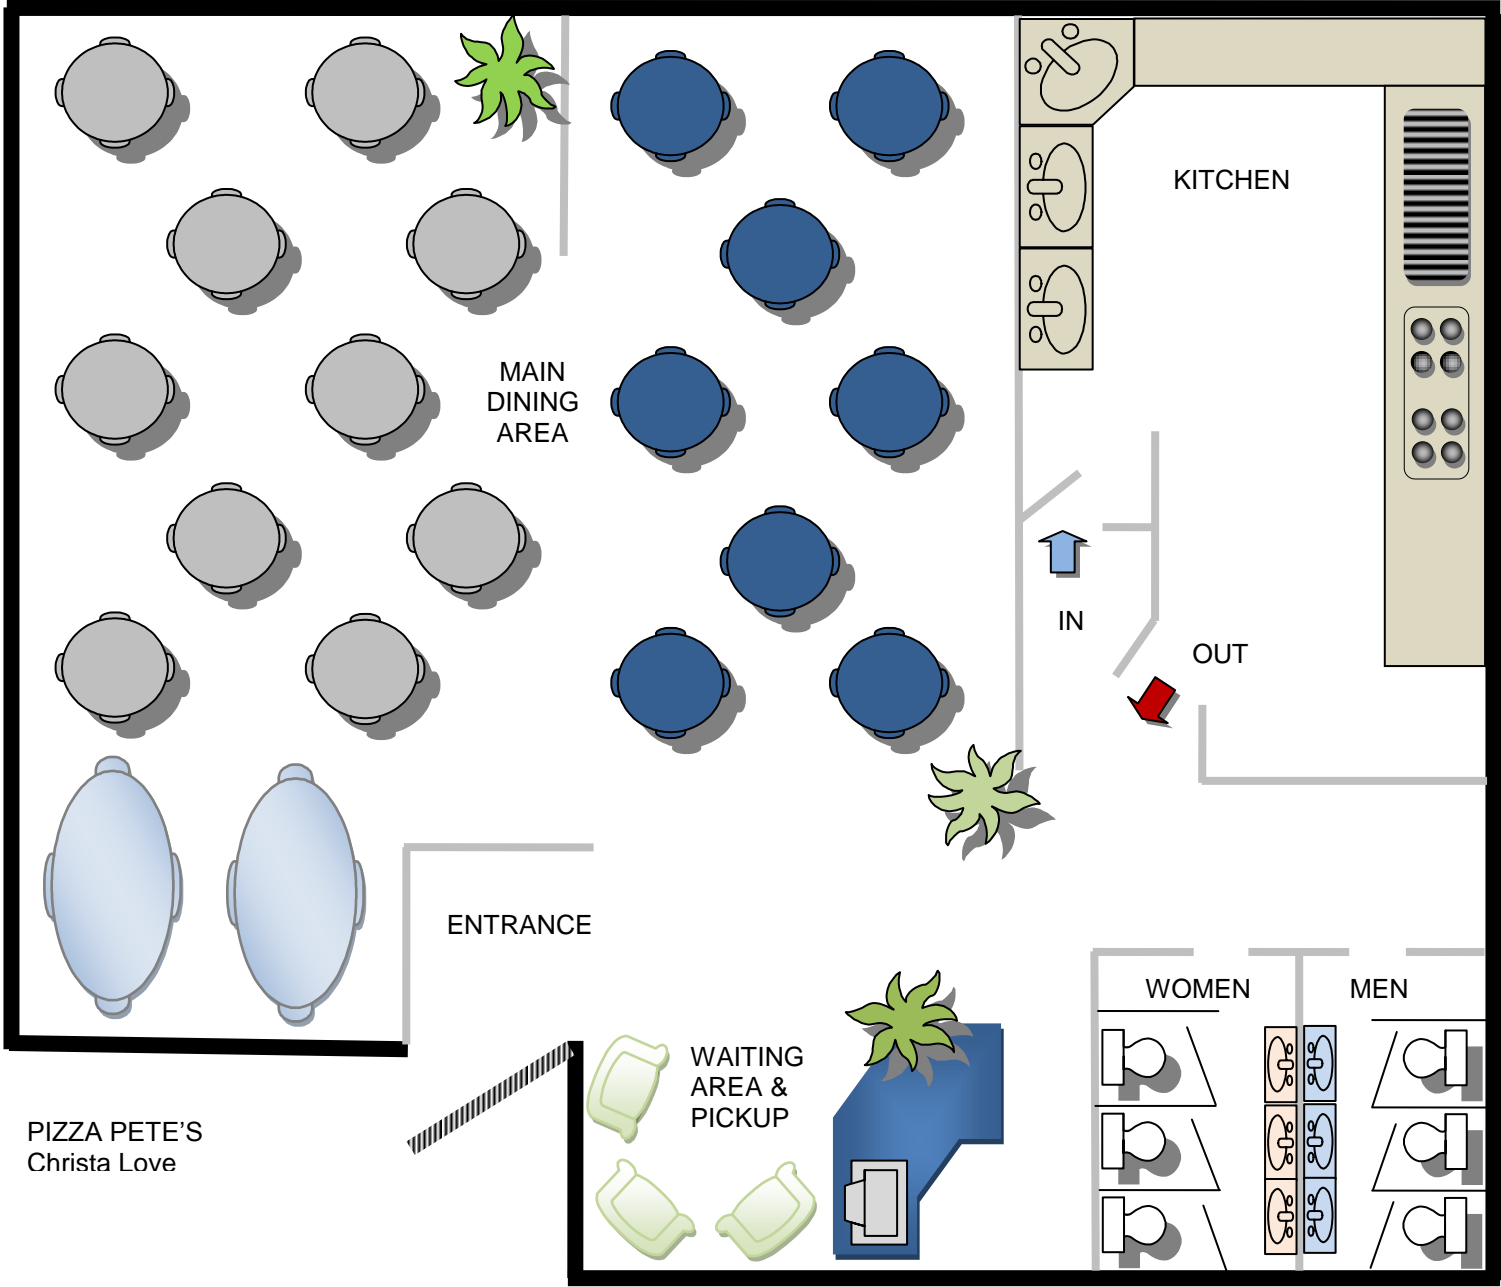 KITCHEN
MAIN
DINING
AREA
IN
OUT
ENTRANCE
WOMEN
MEN
WAITING
AREA &
PICKUP
PIZZA PETE’S
Christa Love